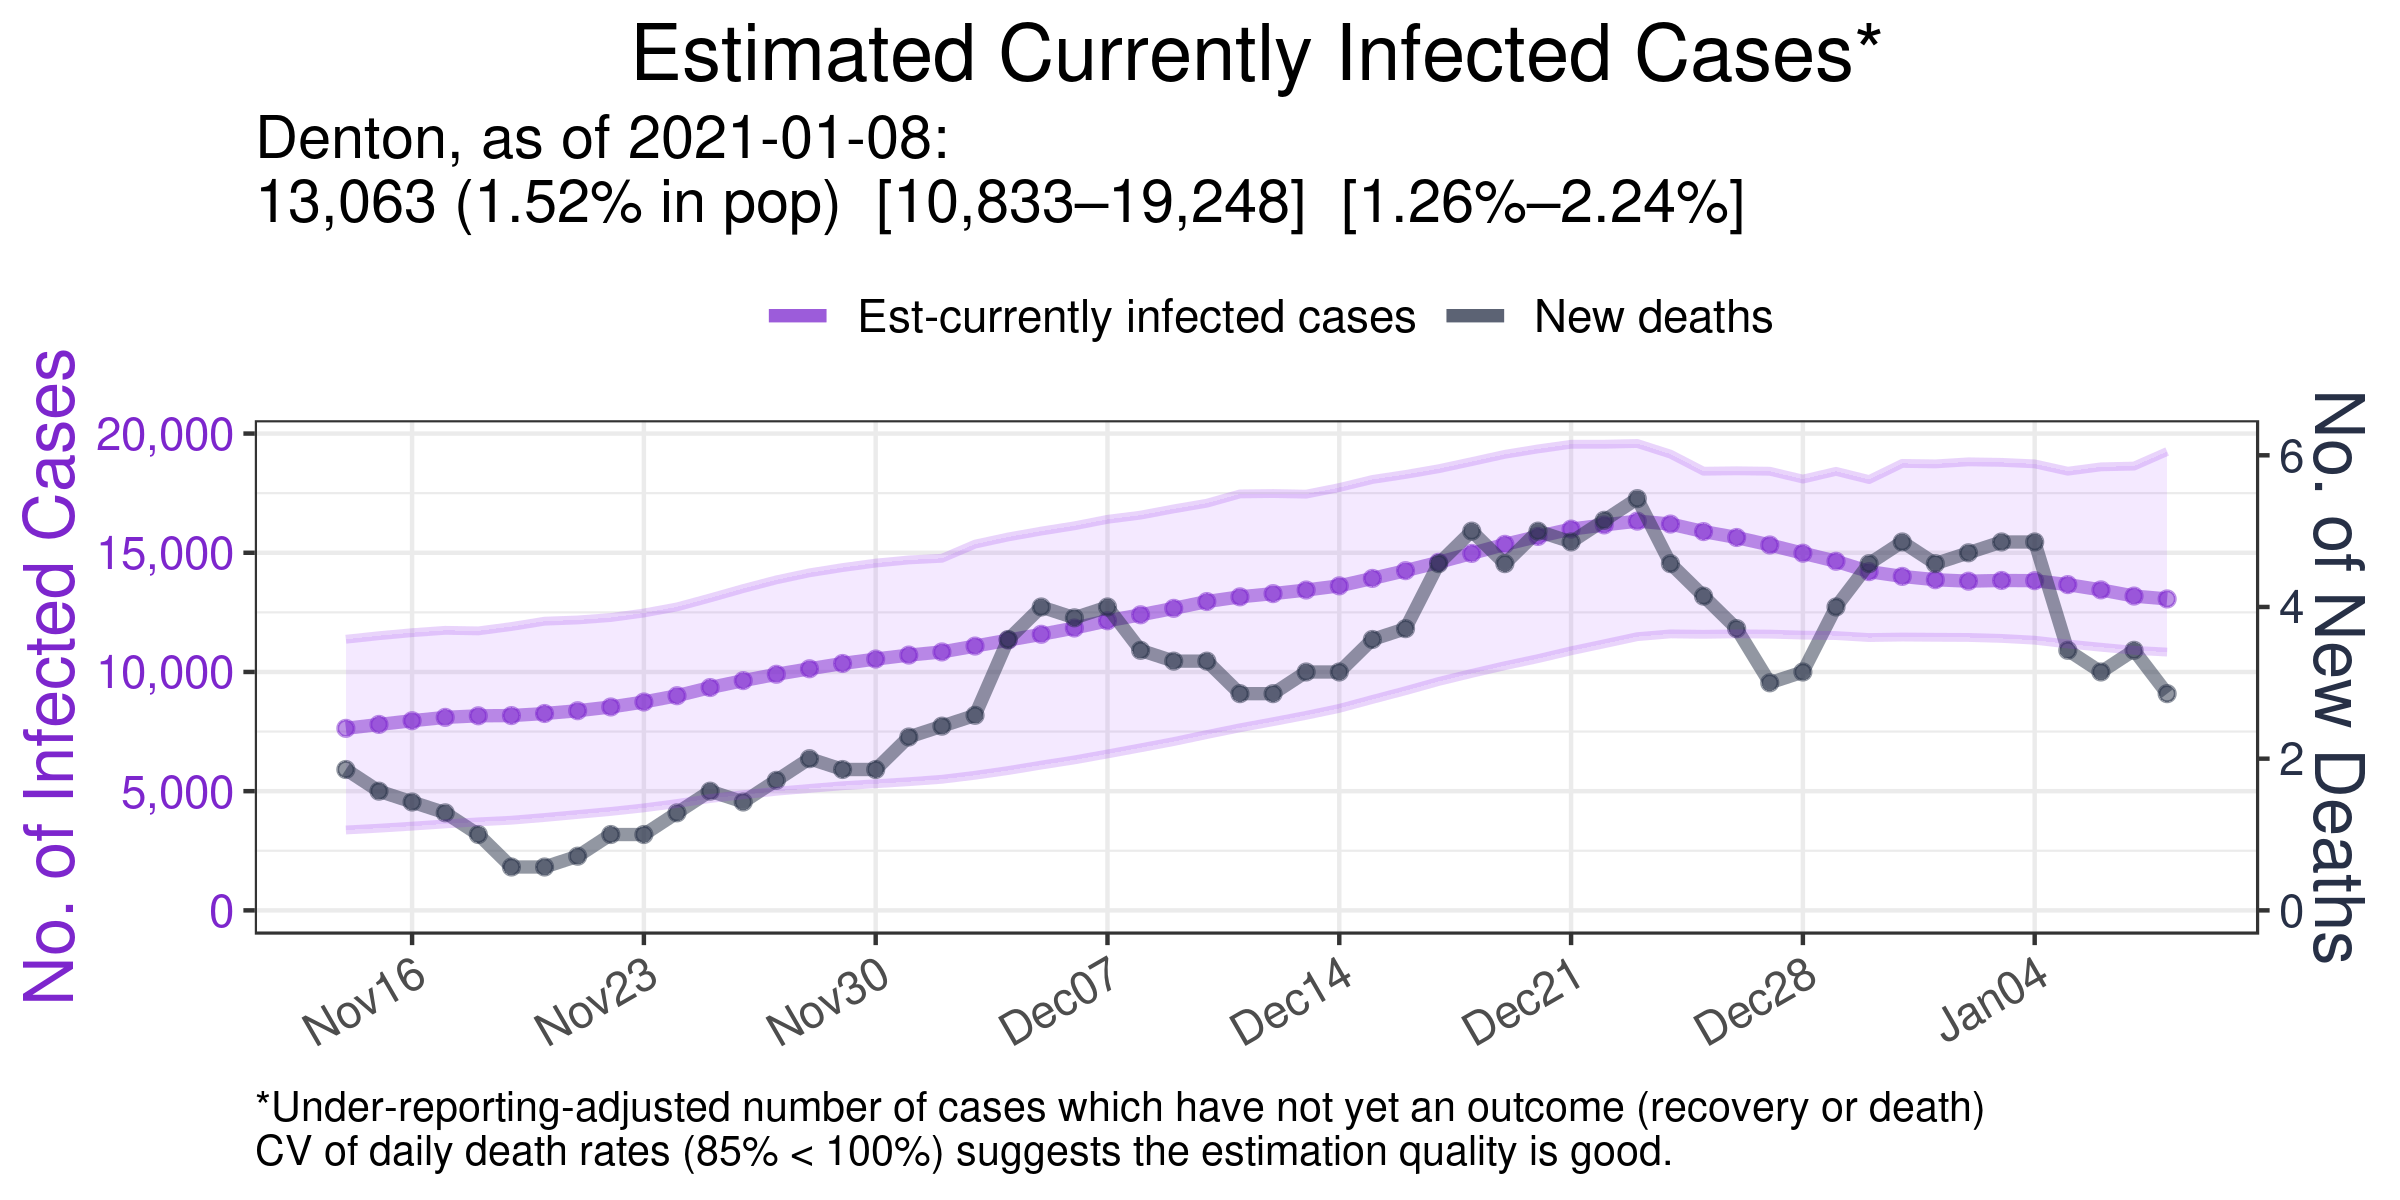 Estimated Currently Infected Cases*
Denton, as of 2021-01-08:
13,063 (1.52% in pop)  [10,833–19,248]  [1.26%–2.24%]
Est-currently infected cases
New deaths
No. of Infected Cases
20,000
15,000
10,000
5,000
0
No. of New Deaths
6
4
2
0
Nov16
Nov23
Nov30
Dec07
Dec14
Dec21
Dec28
Jan04
*Under-reporting-adjusted number of cases which have not yet an outcome (recovery or death)
CV of daily death rates (85% < 100%) suggests the estimation quality is good.